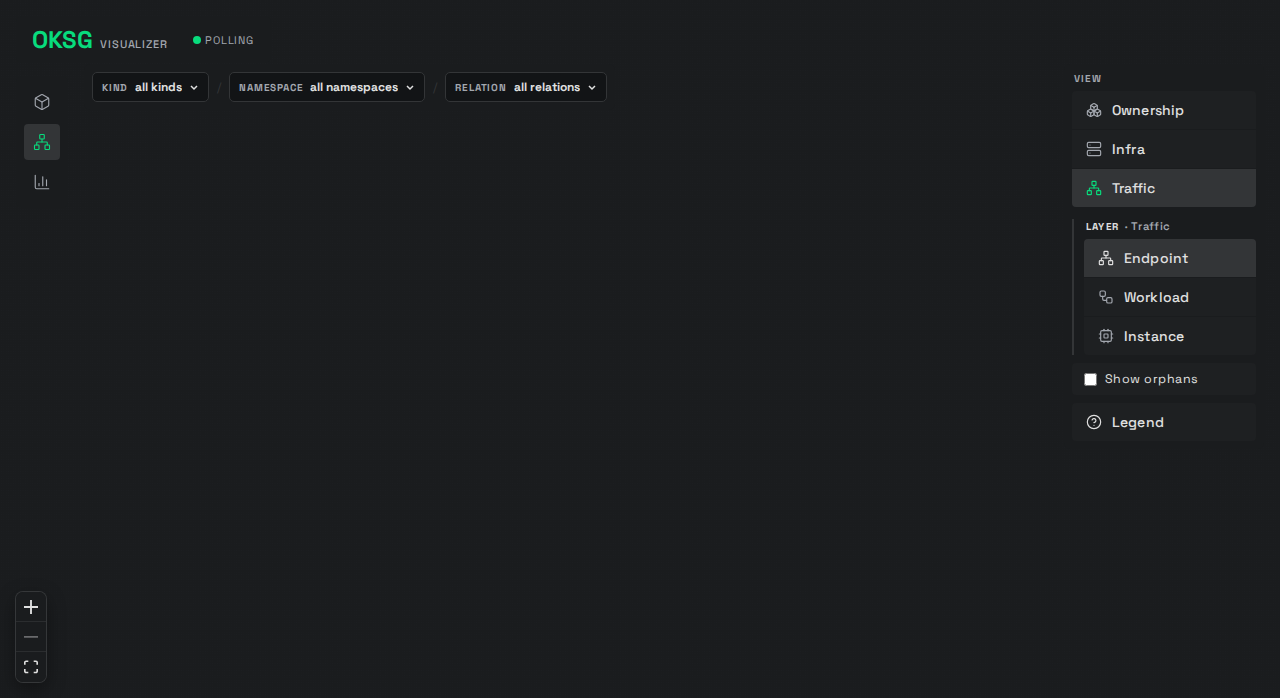 OKSG VISUALIZER POLLING
KIND all kinds / NAMESPACE all namespaces / RELATION all relations
VIEW
Ownership
Infra
Traffic
LAYER · Traffic
Endpoint
Workload
Instance
Show orphans
Legend